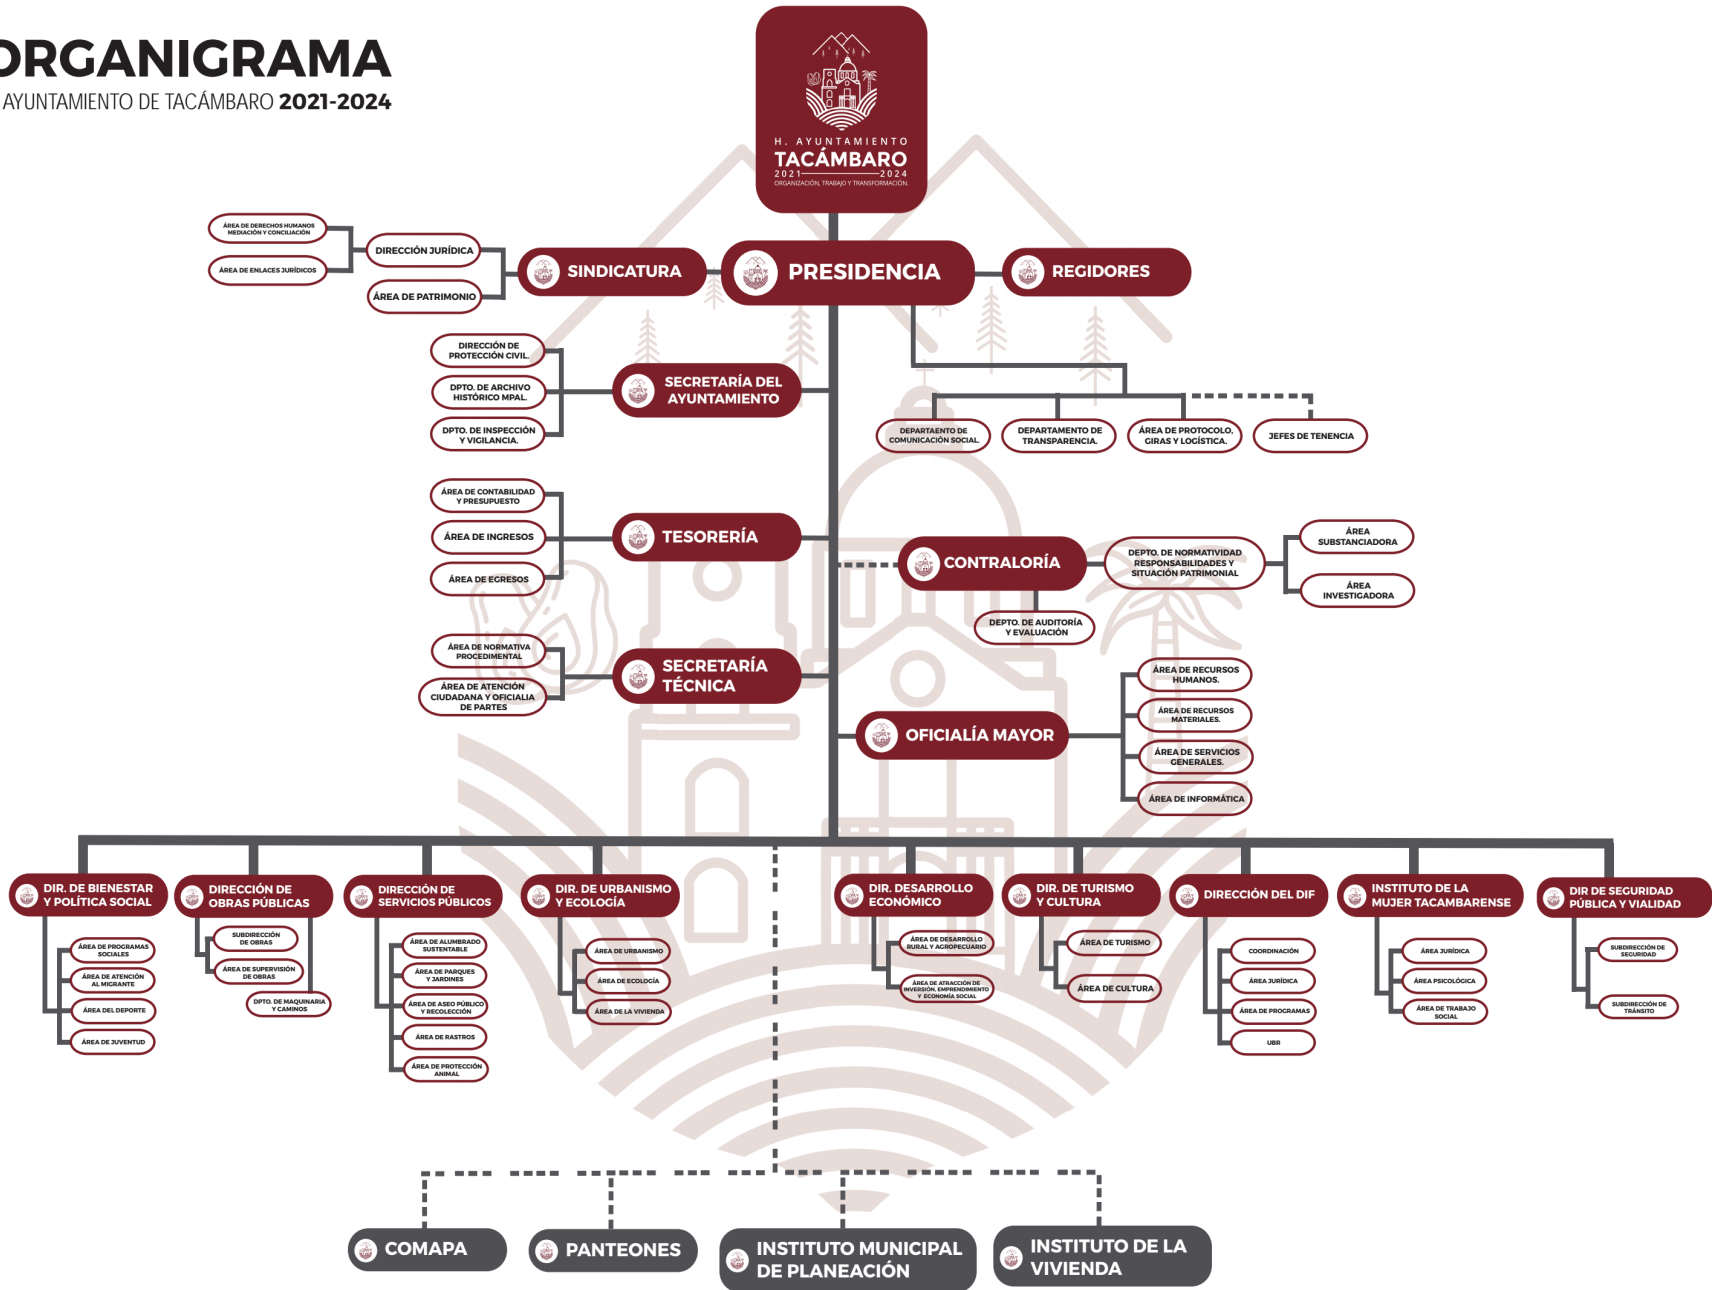 ORGANIGRAMA
AYUNTAMIENTO DE TACÁMBARO 2021-2024
H. AYUNTAMIENTO
TACÁMBARO
2021 2024
ORGANIZACIÓN, TRABAJO Y TRANSFORMACIÓN.
ÁREA DE DERECHOS HUMANOS
MEDIACIÓN Y CONCILIACIÓN
ÁREA DE ENLACES JURÍDICOS
DIRECCIÓN JURÍDICA
ÁREA DE PATRIMONIO
SINDICATURA
PRESIDENCIA
REGIDORES
DIRECCIÓN DE
PROTECCIÓN CIVIL.
DPTO. DE ARCHIVO
HISTÓRICO MPAL.
DPTO. DE INSPECCIÓN
Y VIGILANCIA.
SECRETARÍA DEL
AYUNTAMIENTO
DEPARTAENTO DE
COMUNICACIÓN SOCIAL.
DEPARTAMENTO DE
TRANSPARENCIA.
ÁREA DE PROTOCOLO,
GIRAS Y LOGÍSTICA.
JEFES DE TENENCIA
ÁREA DE CONTABILIDAD
Y PRESUPUESTO
ÁREA DE INGRESOS
ÁREA DE EGRESOS
TESORERÍA
CONTRALORÍA
DEPTO. DE NORMATIVIDAD
RESPONSABILIDADES Y
SITUACIÓN PATRIMONIAL
ÁREA
SUBSTANCIADORA
ÁREA
INVESTIGADORA
DEPTO. DE AUDITORÍA
Y EVALUACIÓN
ÁREA DE NORMATIVA
PROCEDIMENTAL
ÁREA DE ATENCIÓN
CIUDADANA Y OFICIALIA
DE PARTES
SECRETARÍA
TÉCNICA
OFICIALÍA MAYOR
ÁREA DE RECURSOS
HUMANOS.
ÁREA DE RECURSOS
MATERIALES.
ÁREA DE SERVICIOS
GENERALES.
ÁREA DE INFORMÁTICA
DIR. DE BIENESTAR
Y POLÍTICA SOCIAL
ÁREA DE PROGRAMAS
SOCIALES
ÁREA DE ATENCIÓN
AL MIGRANTE
ÁREA DEL DEPORTE
ÁREA DE JUVENTUD
DIRECCIÓN DE
OBRAS PÚBLICAS
SUBDIRECCIÓN
DE OBRAS
ÁREA DE SUPERVISIÓN
DE OBRAS
DPTO. DE MAQUINARIA
Y CAMINOS
DIRECCIÓN DE
SERVICIOS PÚBLICOS
ÁREA DE ALUMBRADO
SUSTENTABLE
ÁREA DE PARQUES
Y JARDINES
ÁREA DE ASEO PÚBLICO
Y RECOLECCIÓN
ÁREA DE RASTROS
ÁREA DE PROTECCIÓN
ANIMAL
DIR. DE URBANISMO
Y ECOLOGÍA
ÁREA DE URBANISMO
ÁREA DE ECOLOGÍA
ÁREA DE LA VIVIENDA
DIR. DESARROLLO
ECONÓMICO
ÁREA DE DESARROLLO
RURAL Y AGROPECUARIO
ÁREA DE ATRACCIÓN DE
INVERSIÓN, EMPRENDIMIENTO
Y ECONOMÍA SOCIAL
DIR. DE TURISMO
Y CULTURA
ÁREA DE TURISMO
ÁREA DE CULTURA
DIRECCIÓN DEL DIF
COORDINACIÓN
ÁREA JURÍDICA
ÁREA DE PROGRAMAS
UBR
INSTITUTO DE LA
MUJER TACAMBARENSE
ÁREA JURÍDICA
ÁREA PSICOLÓGICA
ÁREA DE TRABAJO
SOCIAL
DIR DE SEGURIDAD
PÚBLICA Y VIALIDAD
SUBDIRECCIÓN DE
SEGURIDAD
SUBDIRECCIÓN DE
TRÁNSITO
COMAPA
PANTEONES
INSTITUTO MUNICIPAL
DE PLANEACIÓN
INSTITUTO DE LA
VIVIENDA